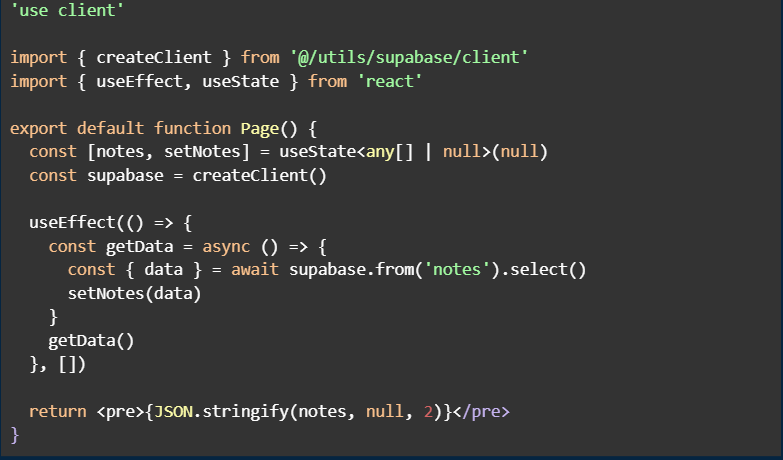 'use client'

import { createClient } from '@/utils/supabase/client'
import { useEffect, useState } from 'react'

export default function Page() {
  const [notes, setNotes] = useState<any[] | null>(null)
  const supabase = createClient()

  useEffect(() => {
    const getData = async () => {
      const { data } = await supabase.from('notes').select()
      setNotes(data)
    }
    getData()
  }, [])

  return <pre>{JSON.stringify(notes, null, 2)}</pre>
}